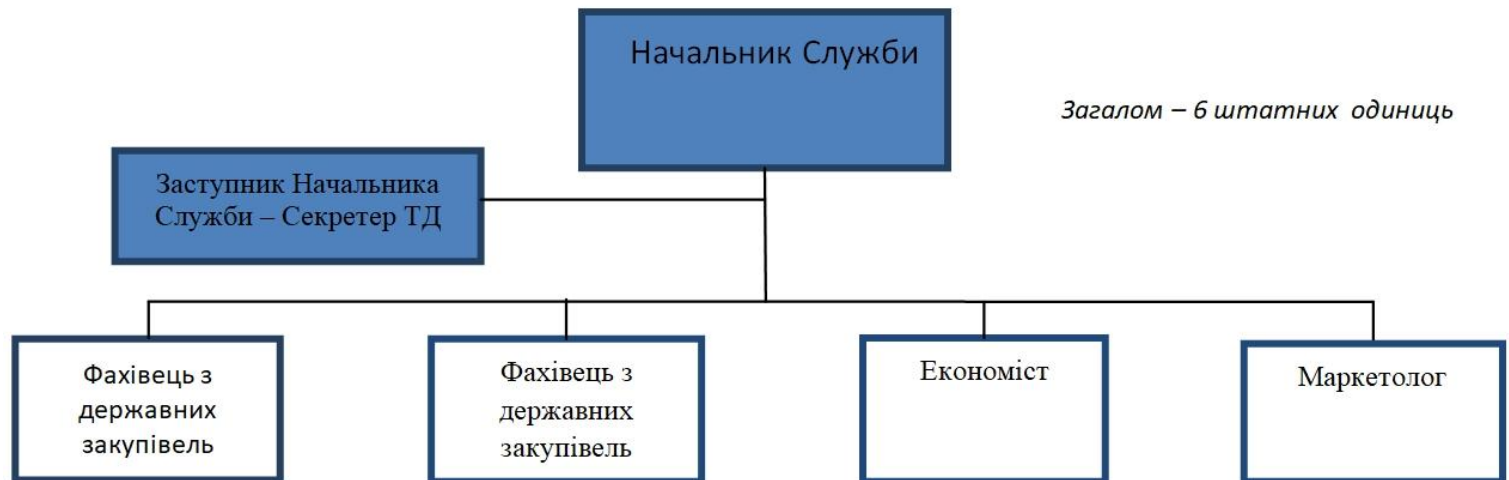 Начальник Служби
Загалом – 6 штатних одиниць
Заступник Начальника
Служби – Секретер ТД
Фахівець з
державних
закупівель
Фахівець з
державних
закупівель
Економіст
Маркетолог